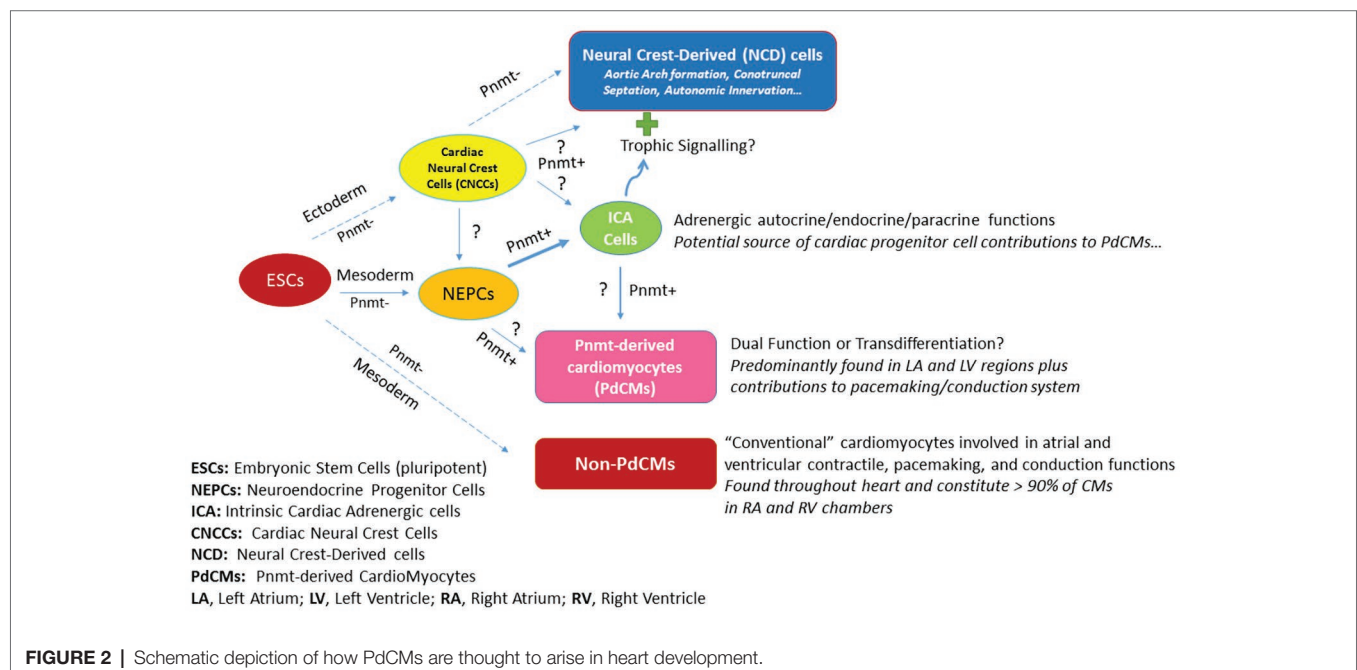 Neural Crest-Derived (NCD) cells
Aortic Arch formation, Conotruncal
Septation, Autonomic Innervation...
Pnmt-
Cardiac
Neural Crest
Cells (CNCCs)
?
Pnmt+
?
Trophic Signalling?
Ectoderm
Pnmt-
ICA
Cells
Adrenergic autocrine/endocrine/paracrine functions
Potential source of cardiac progenitor cell contributions to PdCMs...
?
Pnmt+
ESCs
Mesoderm
Pnmt-
NEPCs
? Pnmt+
?
Pnmt+
Pnmt-derived
cardiomyocytes
(PdCMs)
Dual Function or Transdifferentiation?
Predominantly found in LA and LV regions plus
contributions to pacemaking/conduction system
Pnmt-
Mesoderm
Non-PdCMs
“Conventional” cardiomyocytes involved in atrial and
ventricular contractile, pacemaking, and conduction functions
Found throughout heart and constitute > 90% of CMs
in RA and RV chambers
ESCs: Embryonic Stem Cells (pluripotent)
NEPCs: Neuroendocrine Progenitor Cells
ICA: Intrinsic Cardiac Adrenergic cells
CNCCs: Cardiac Neural Crest Cells
NCD: Neural Crest-Derived cells
PdCMs: Pnmt-derived CardioMyocytes
LA, Left Atrium; LV, Left Ventricle; RA, Right Atrium; RV, Right Ventricle
FIGURE 2 | Schematic depiction of how PdCMs are thought to arise in heart development.